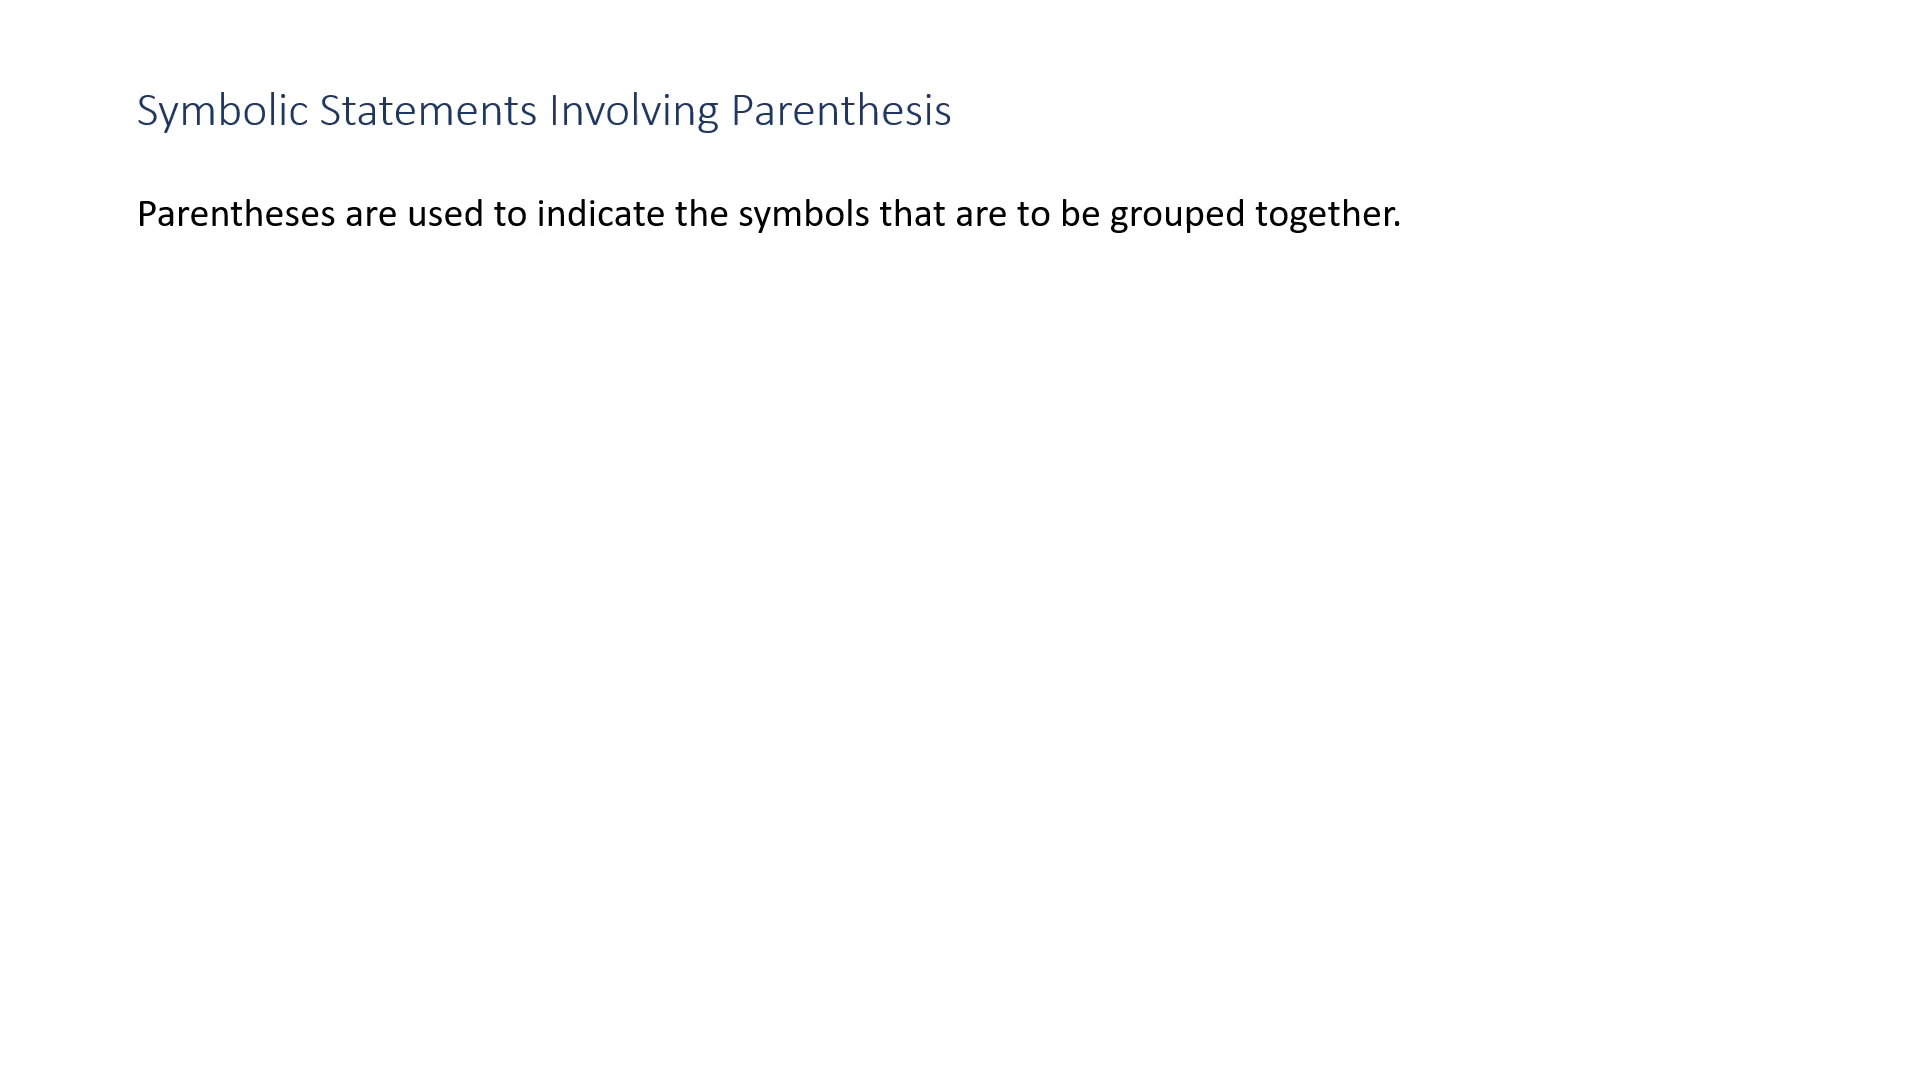 Symbolic Statements Involving Parenthesis
Parentheses are used to indicate the symbols that are to be grouped together.